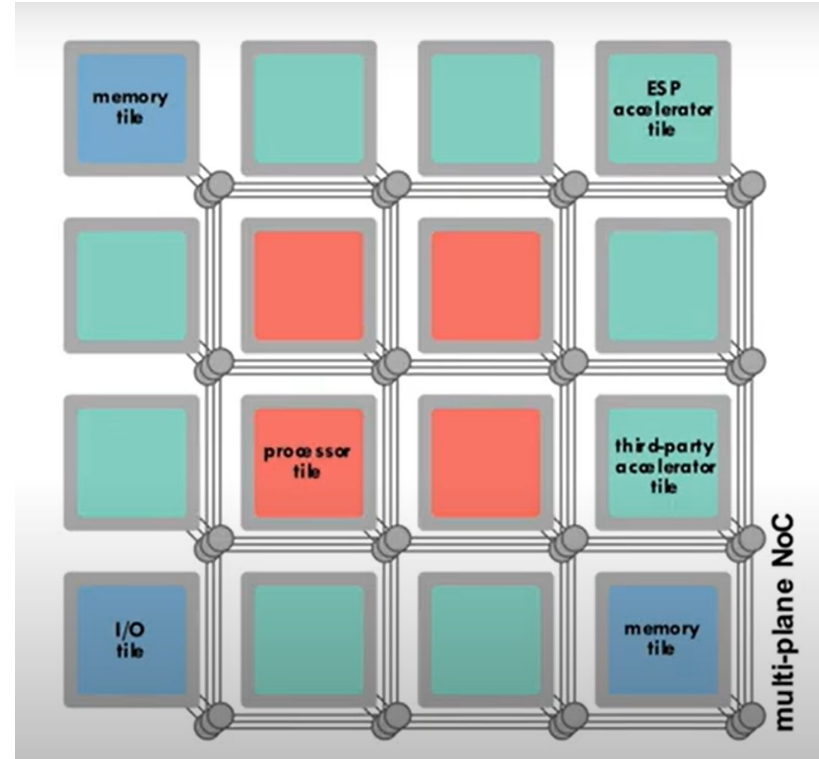 memory
tile
ESP
accelerator
tile
processor
tile
third-party
accelerator
tile
I/O
tile
memory
tile
multi-plane NoC